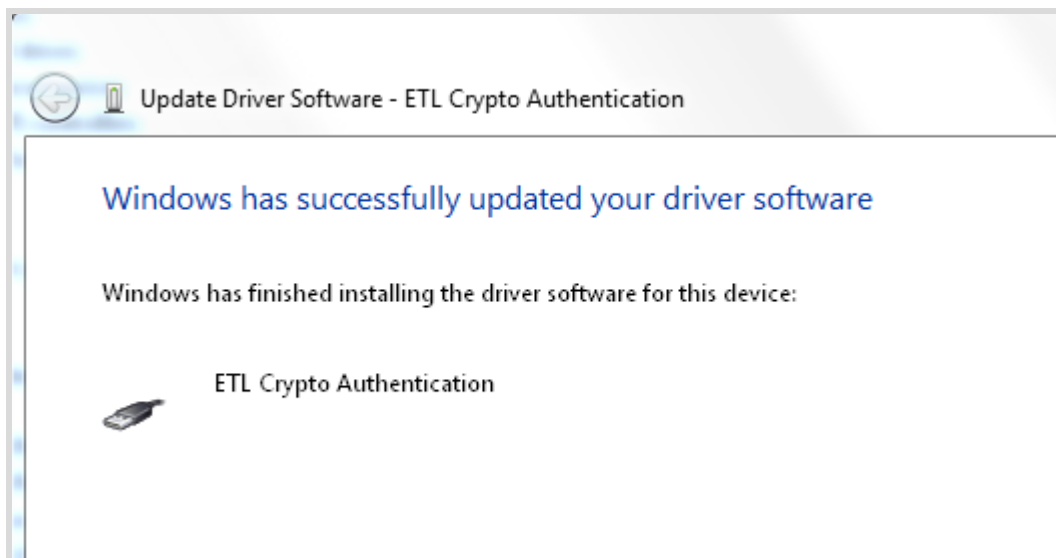 Update Driver Software - ETL Crypto Authentication
Windows has successfully updated your driver software
Windows has finished installing the driver software for this device:
ETL Crypto Authentication